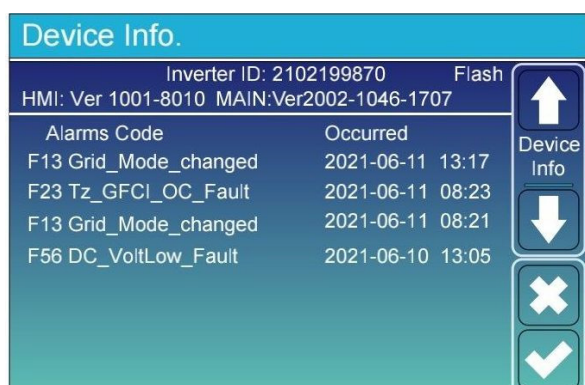 Device Info.
Inverter ID: 2102199870 Flash
HMI: Ver 1001-8010 MAIN:Ver2002-1046-1707
Alarms Code Occurred
F13 Grid_Mode_changed 2021-06-11 13:17
F23 Tz_GFCI_OC_Fault 2021-06-11 08:23
F13 Grid_Mode_changed 2021-06-11 08:21
F56 DC_VoltLow_Fault 2021-06-10 13:05
Device
Info